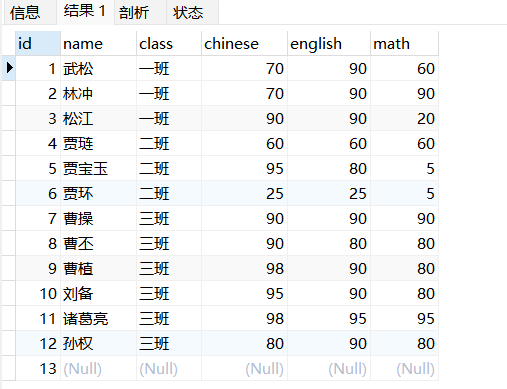 信息 结果 1 剖析 状态
id name class chinese english math
1 武松 一班 70 90 60
2 林冲 一班 70 90 90
3 松江 一班 90 90 20
4 贾琏 二班 60 60 60
5 贾宝玉 二班 95 80 5
6 贾环 二班 25 25 5
7 曹操 三班 90 90 90
8 曹丕 三班 90 80 80
9 曹植 三班 98 90 80
10 刘备 三班 95 90 80
11 诸葛亮 三班 98 95 95
12 孙权 三班 80 90 80
13 (Null) (Null) (Null) (Null) (Null)